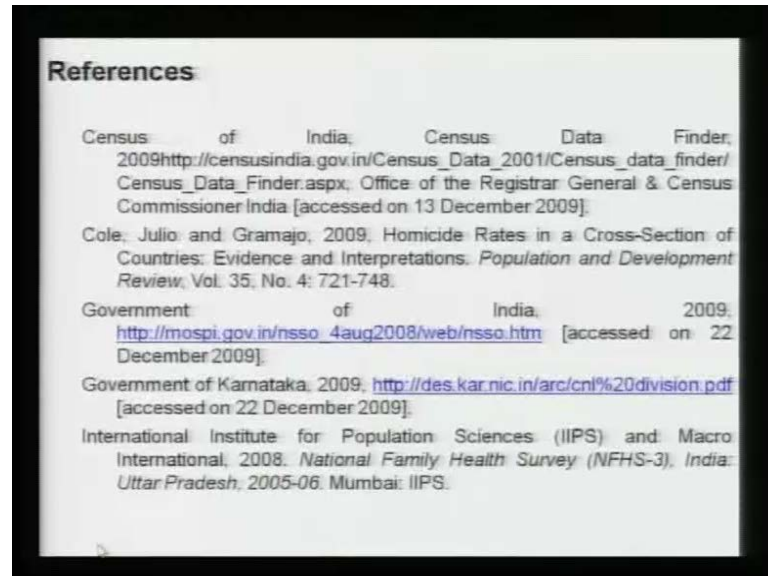 References
Census of India, Census Data Finder,
2009http://censusindia.gov.in/Census_Data_2001/Census_data_finder/
Census_Data_Finder.aspx, Office of the Registrar General & Census
Commissioner India [accessed on 13 December 2009].
Cole, Julio and Gramajo, 2009, Homicide Rates in a Cross-Section of
Countries: Evidence and Interpretations. Population and Development
Review, Vol. 35, No. 4: 721-748.
Government of India, 2009,
http://mospi.gov.in/nsso_4aug2008/web/nsso.htm [accessed on 22
December 2009].
Government of Karnataka, 2009, http://des.kar.nic.in/arc/cnl%20division.pdf
[accessed on 22 December 2009].
International Institute for Population Sciences (IIPS) and Macro
International, 2008. National Family Health Survey (NFHS-3), India:
Uttar Pradesh, 2005-06. Mumbai: IIPS.